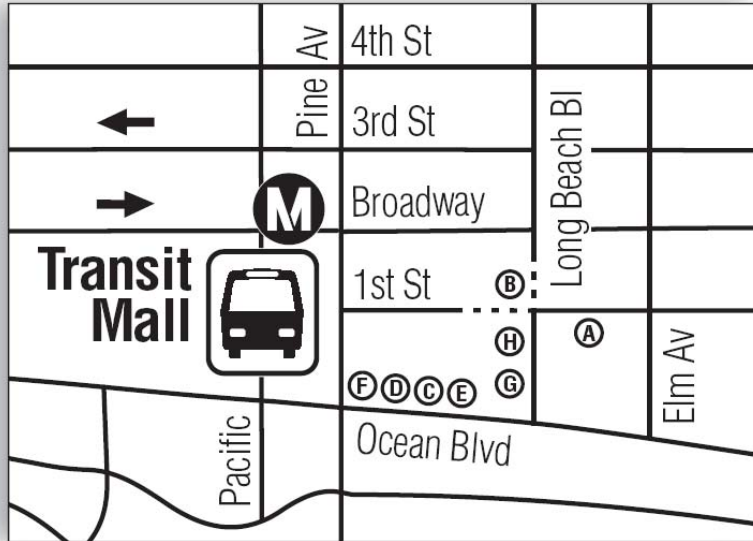 Pine Av
4th St
3rd St
Long Beach Bl
M
Broadway
Transit
Mall
1st St
B
H
A
F D C E G
Elm Av
Ocean Blvd
Pacific